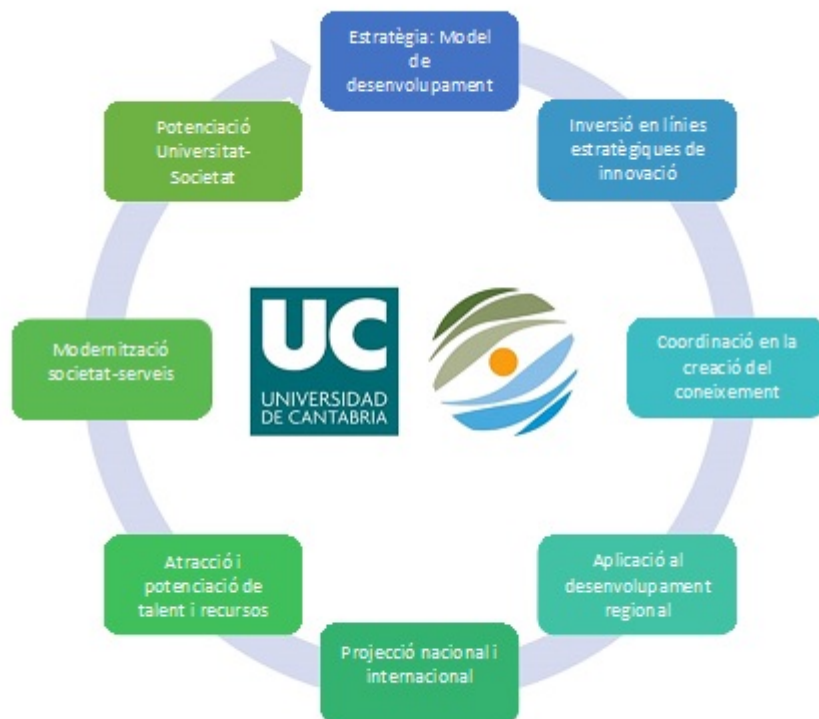 Estratègia: Model
de
desenvolupament
Inversió en línies
estratègiques de
innovació
Coordinació en la
creació del
coneixement
Aplicació al
desenvolupament
regional
Projecció nacional i
internacional
Atracció i
potenciació de
talent i recursos
Modernització
societat-serveis
Potenciació
Universitat-
Societat
UC
UNIVERSIDAD
DE CANTABRIA